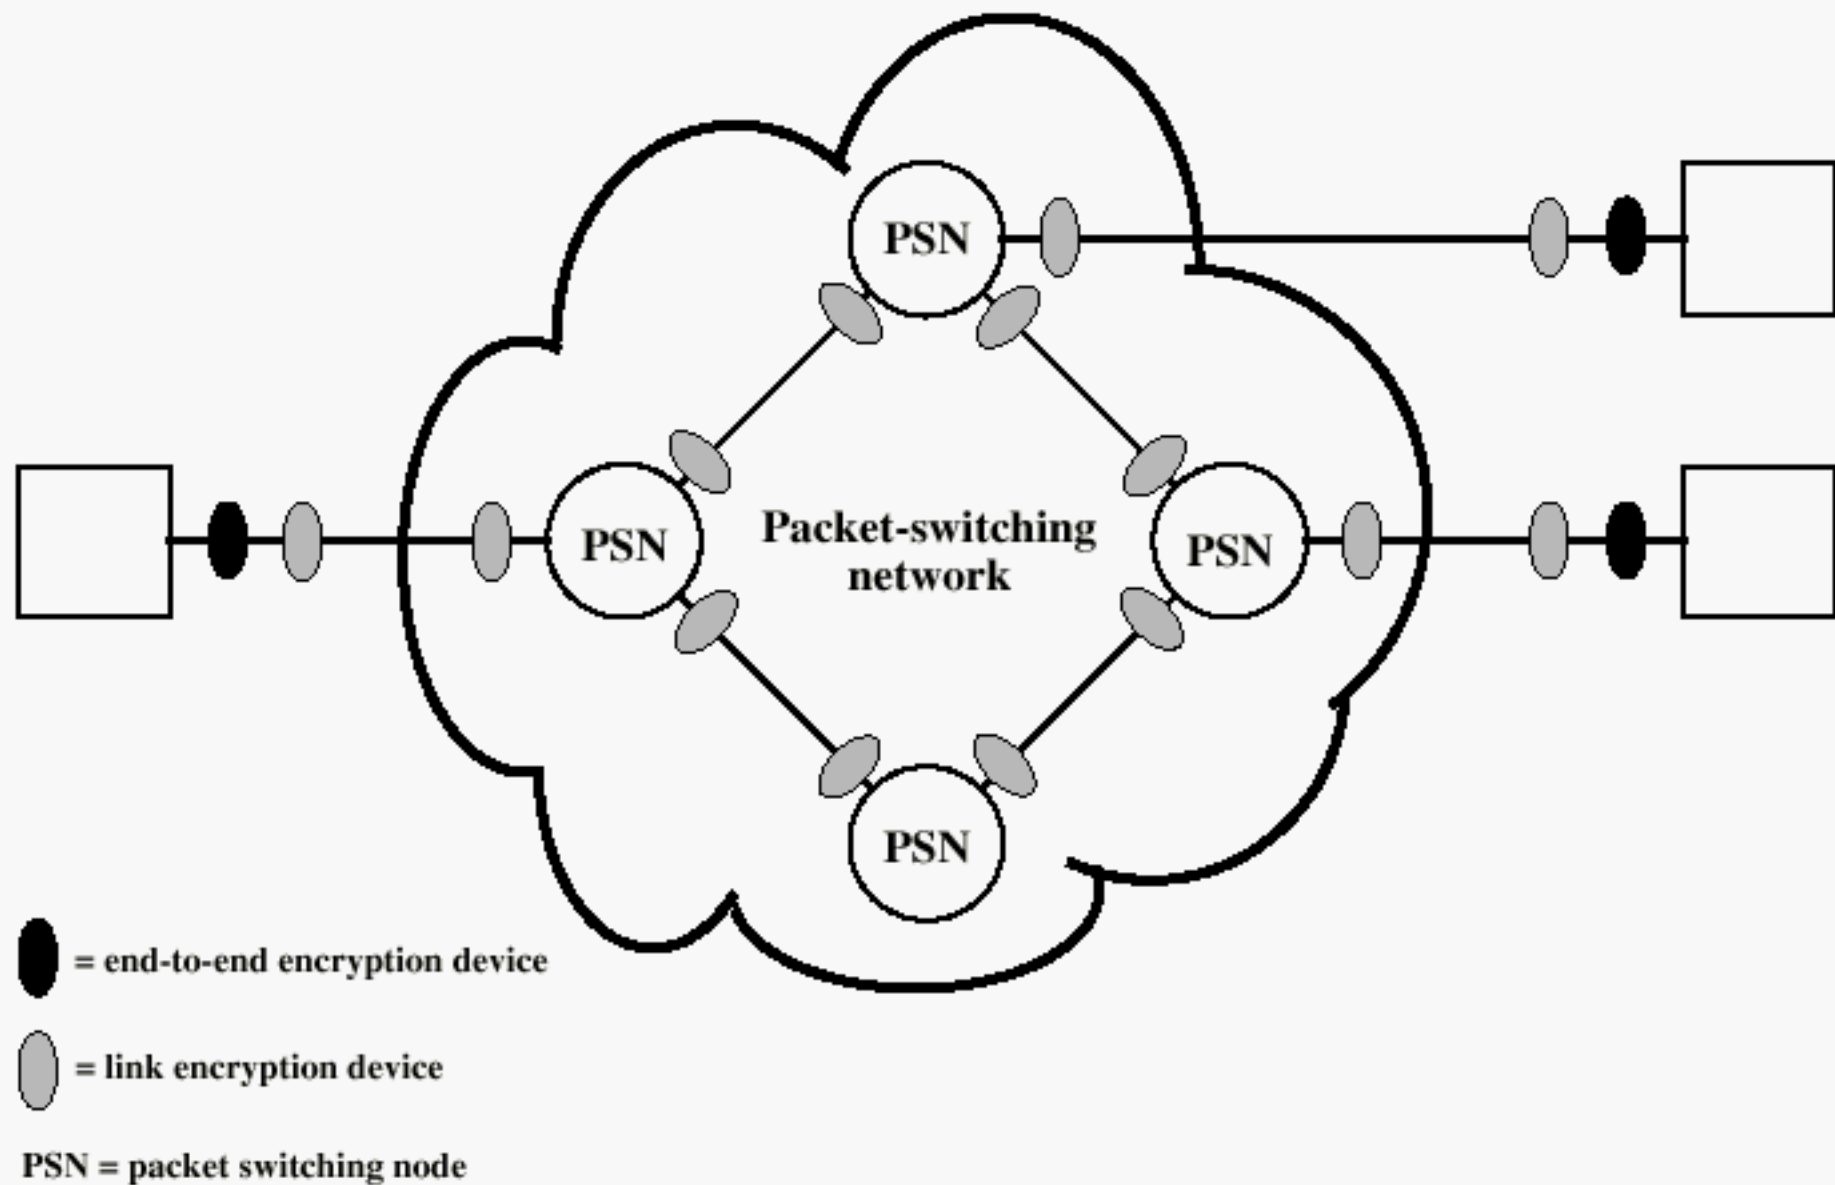 PSN
PSN
Packet-switching
network
PSN
PSN
= end-to-end encryption device
= link encryption device
PSN = packet switching node